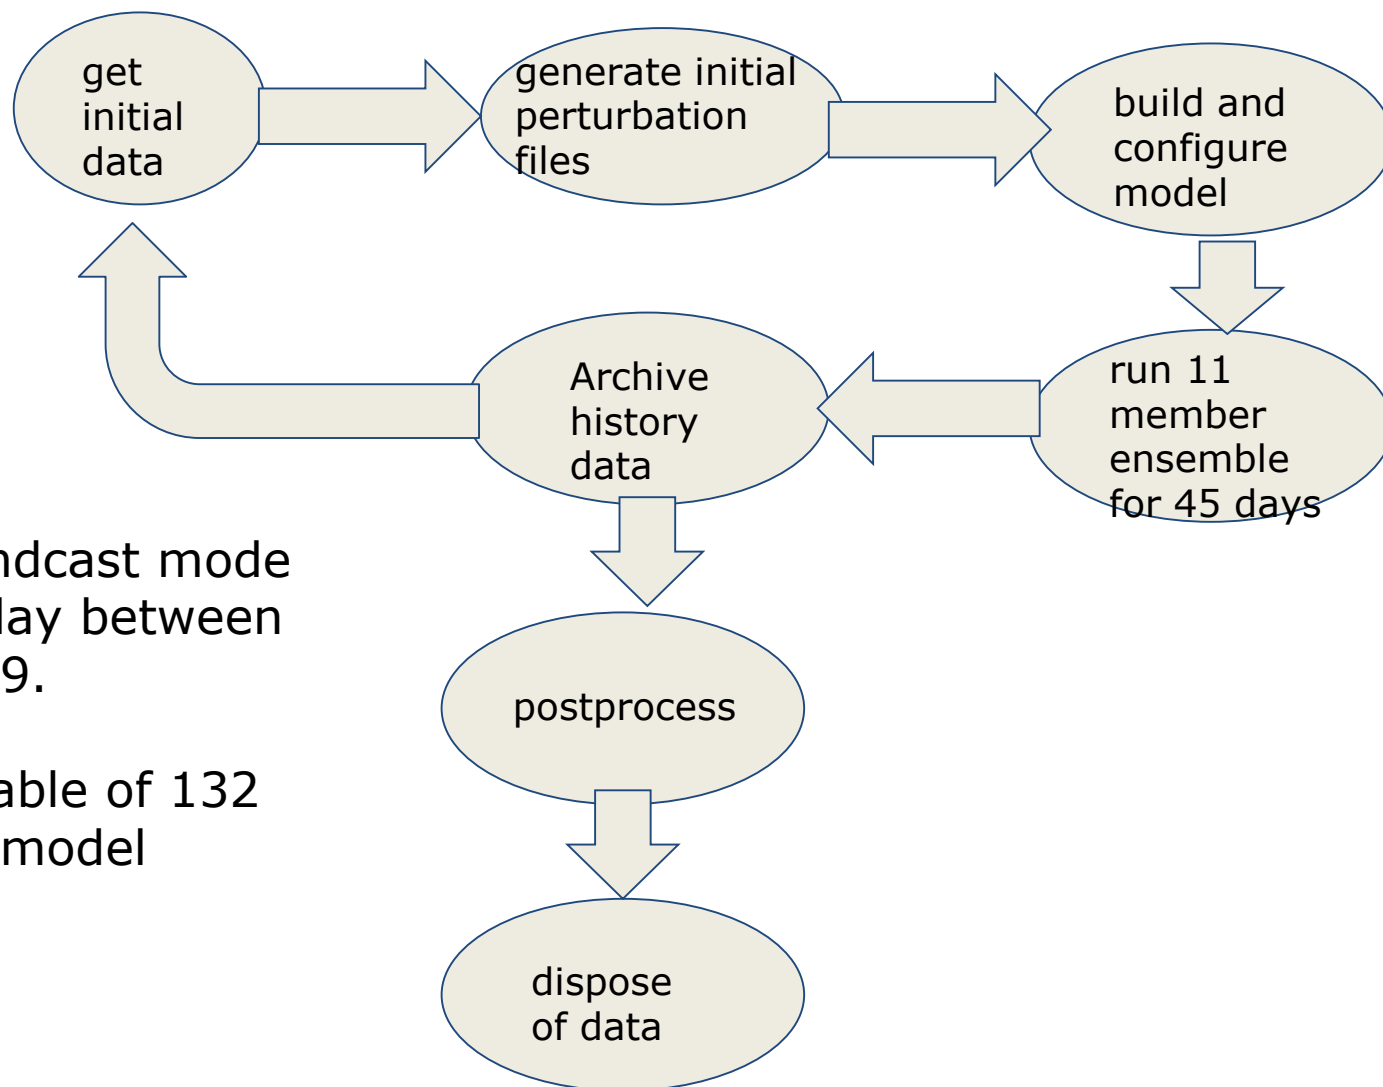 get
initial
data
generate initial
perturbation
files
build and
configure
model
run 11
member
ensemble
for 45 days
Archive
history
data
postprocess
dispose
of data
ndcast mode
lay between
9.
able of 132
model